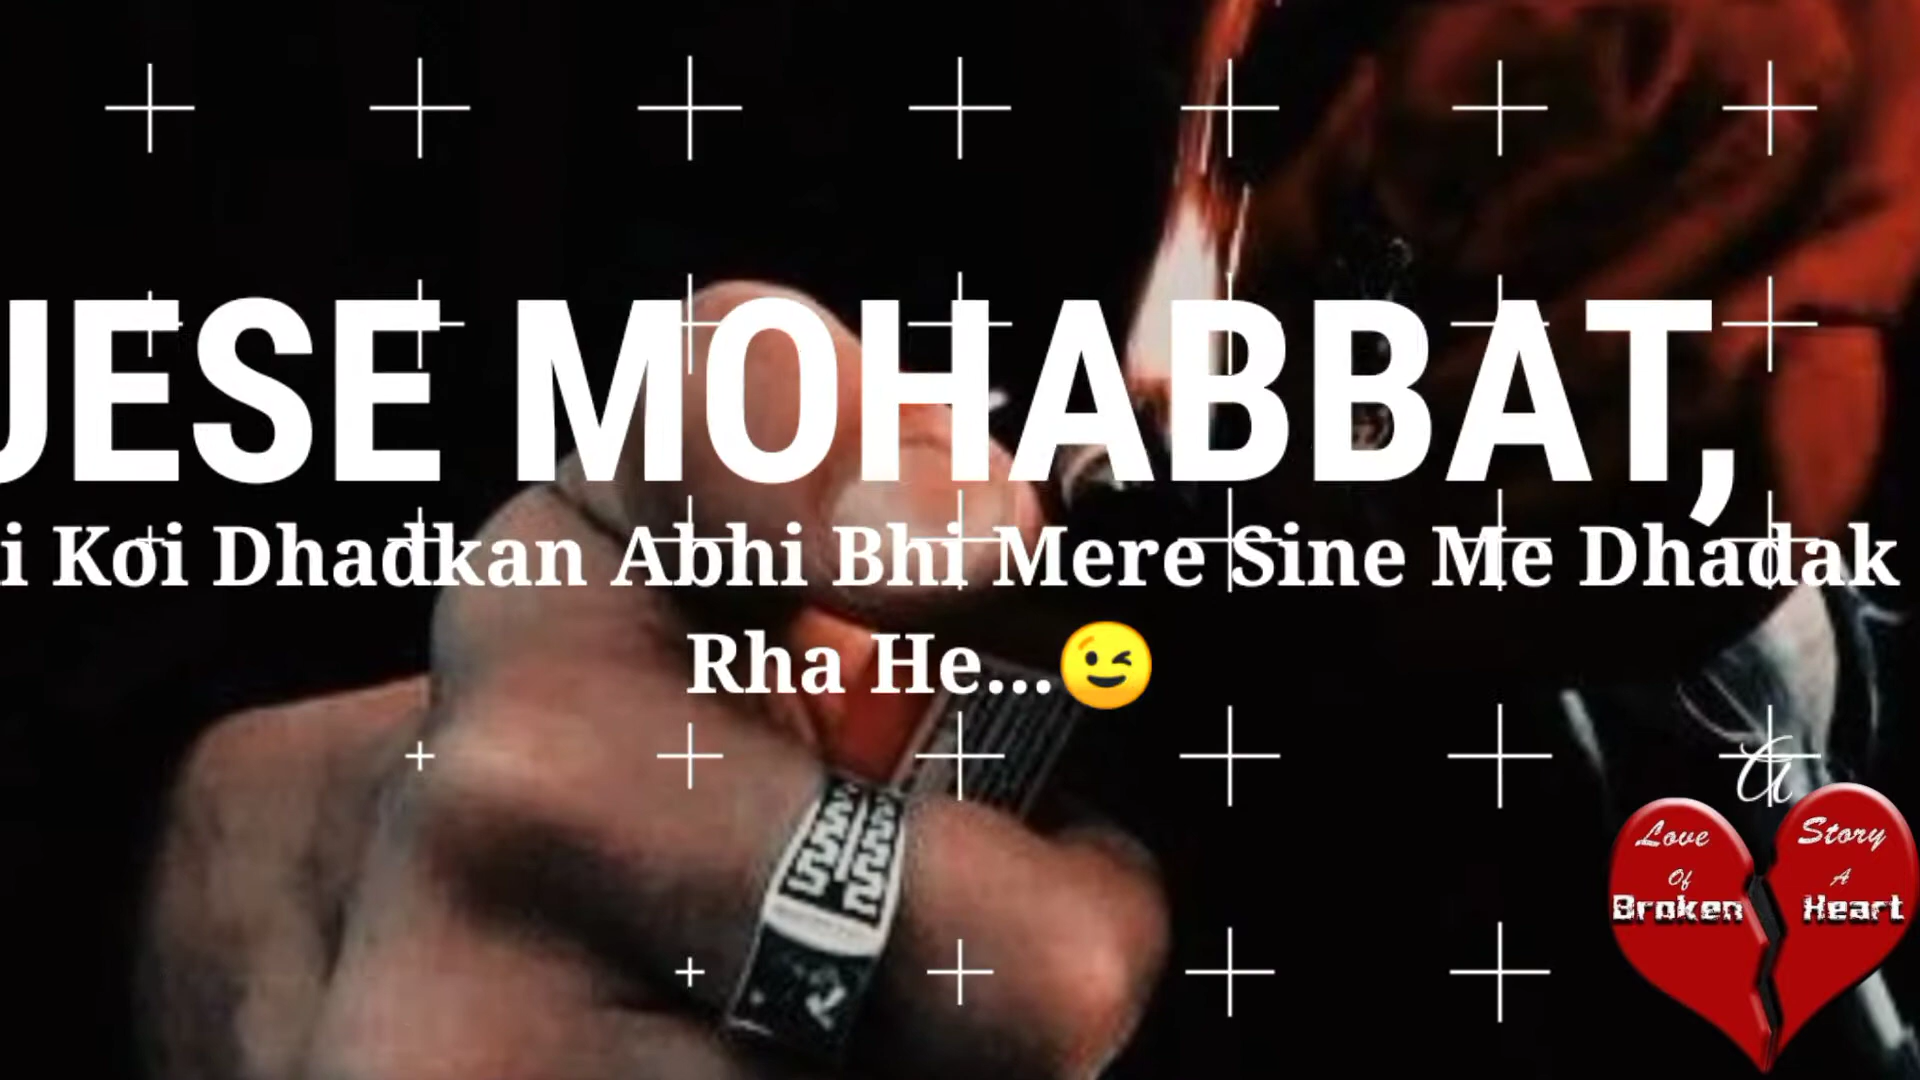 JESE MOHABBAT,
i Koi Dhadkan Abhi Bhi Mere Sine Me Dhadak
Rha He...😉
a
Love Story
Of A
Broken Heart